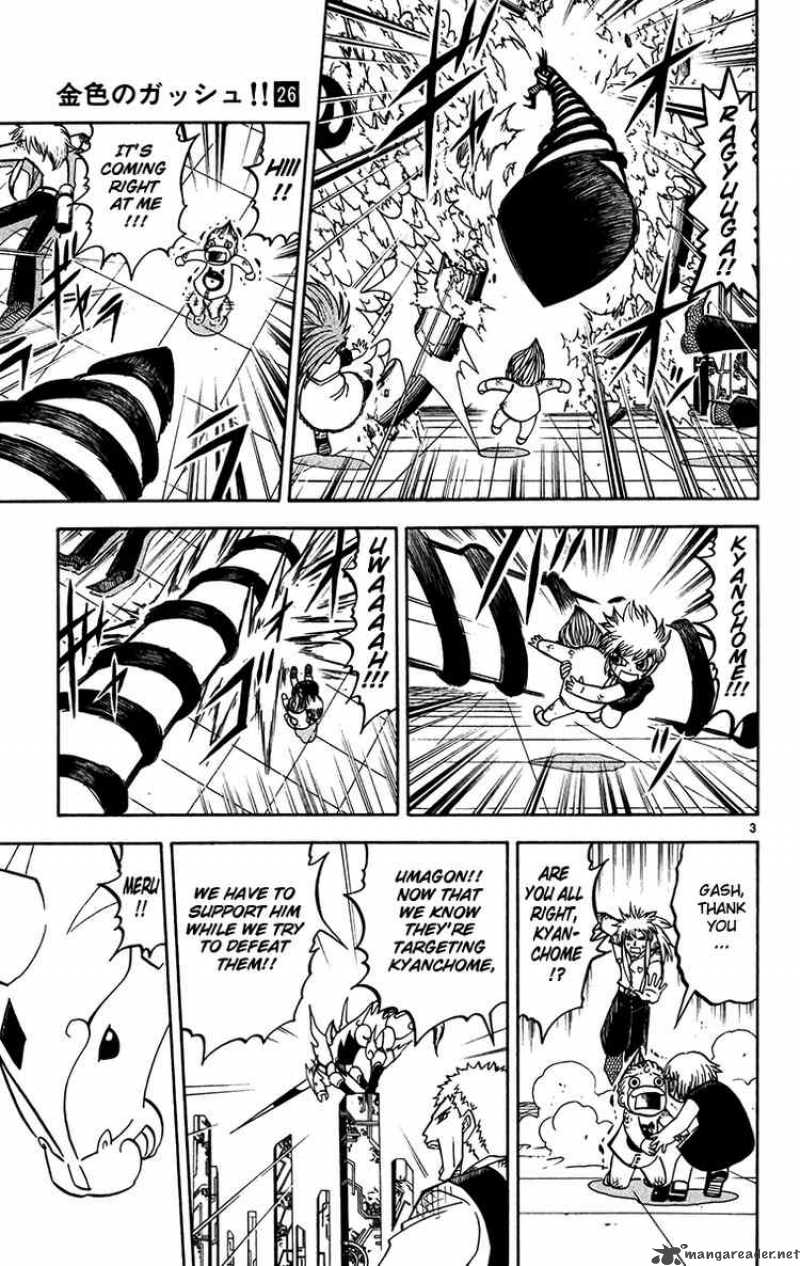 金色のガッシュ!! 26
RAGYUUGA!!
HIII
!!
IT'S
COMING
RIGHT
AT ME
!!!
KYANCHOME!!!
UWAAAH!!!
3
GASH,
THANK
YOU
...
ARE
YOU ALL
RIGHT,
KYAN-
CHOME
!?
UMAGON!!
NOW THAT
WE KNOW
THEY'RE
TARGETING
KYANCHOME,
WE HAVE TO
SUPPORT HIM
WHILE WE TRY
TO DEFEAT
THEM!!
MERU
!!
mangareader.net